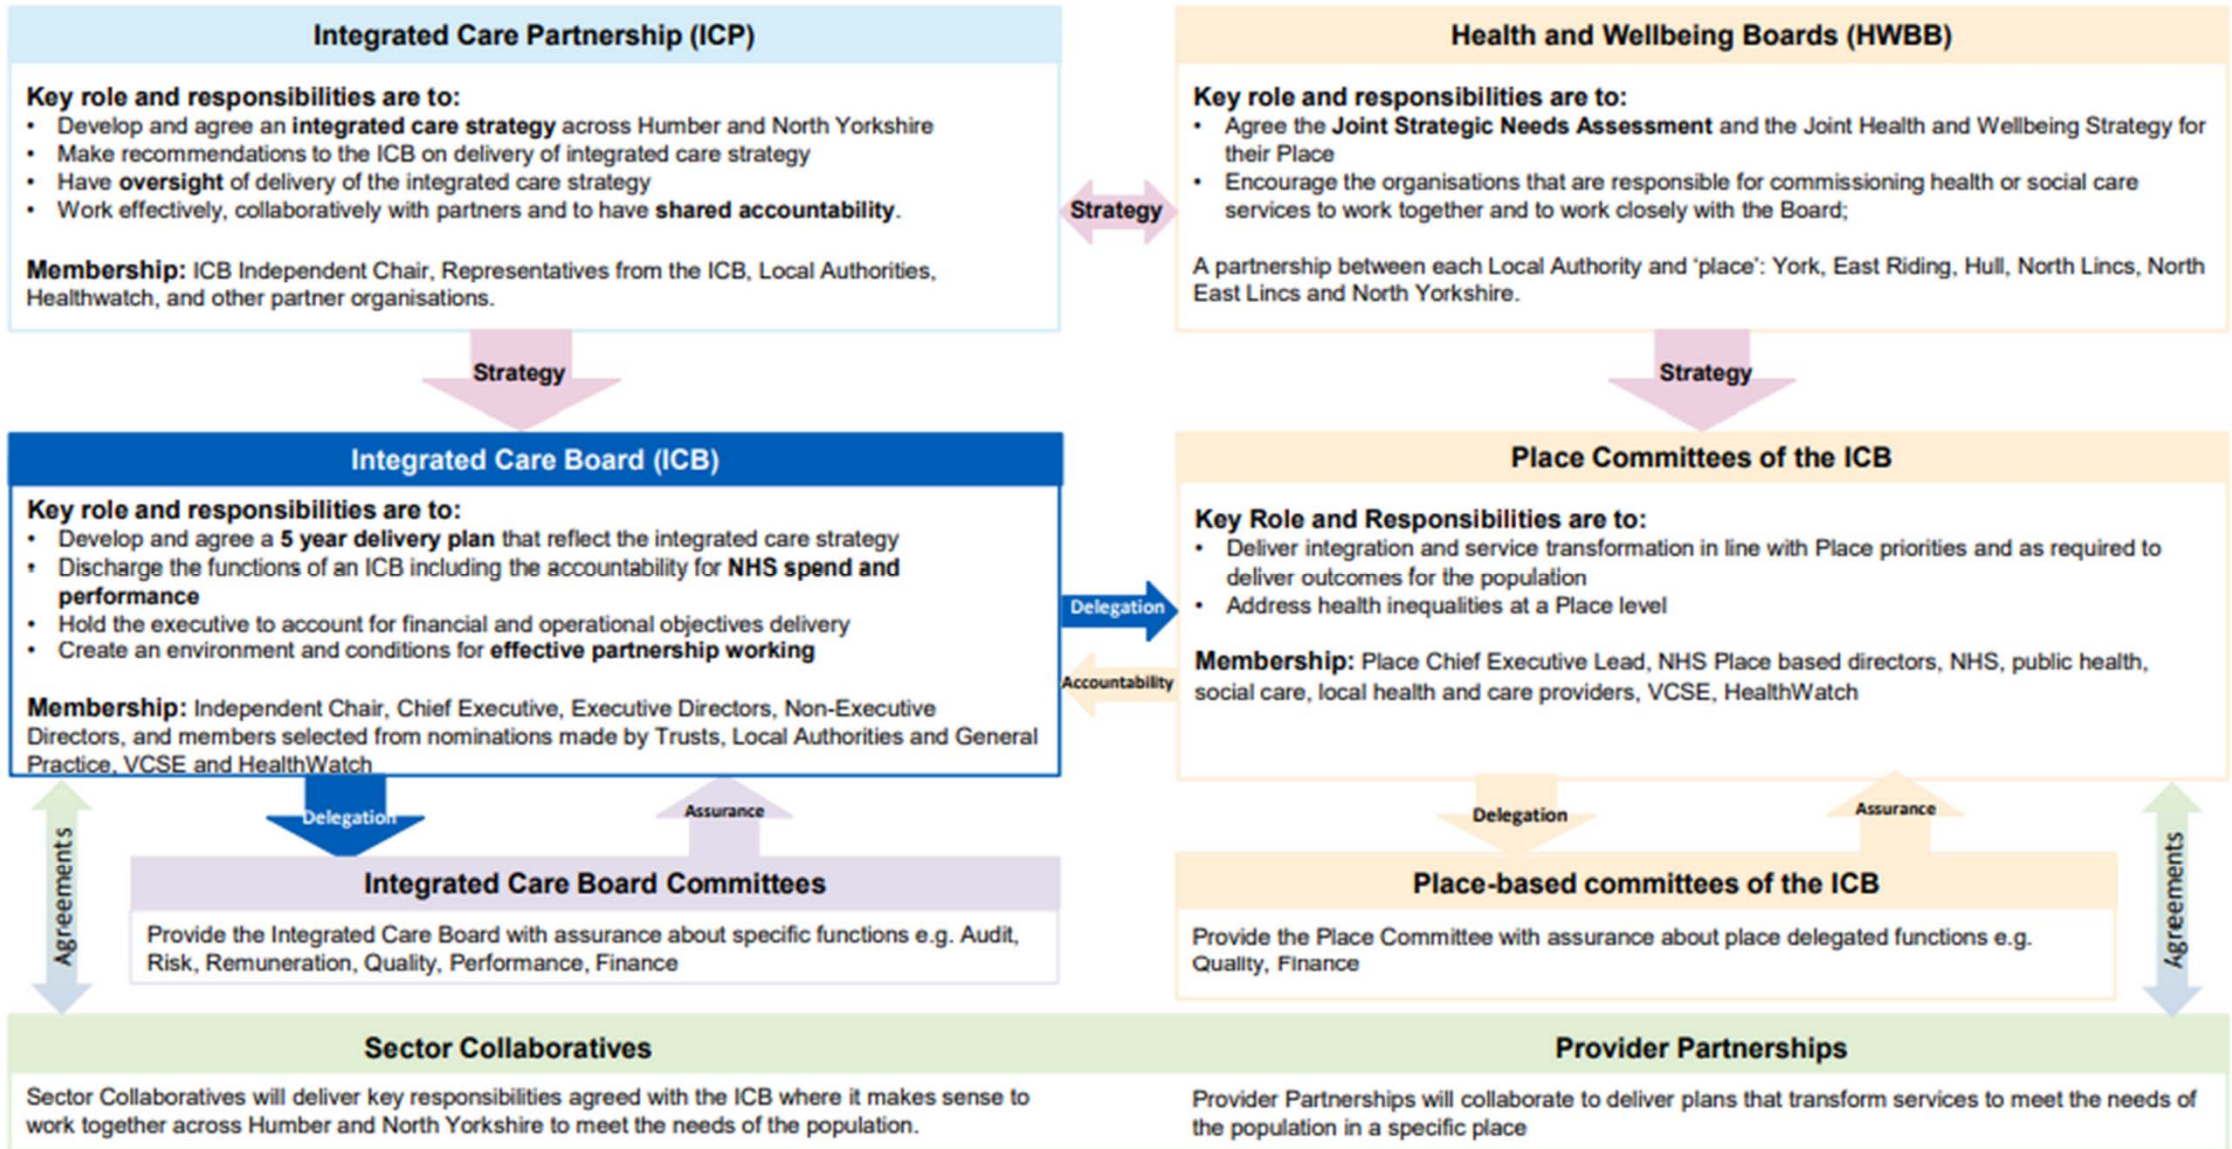 Integrated Care Partnership (ICP)
Key role and responsibilities are to:
• Develop and agree an integrated care strategy across Humber and North Yorkshire
• Make recommendations to the ICB on delivery of integrated care strategy
• Have oversight of delivery of the integrated care strategy
• Work effectively, collaboratively with partners and to have shared accountability.
Membership: ICB Independent Chair, Representatives from the ICB, Local Authorities,
Healthwatch, and other partner organisations.
Strategy
Health and Wellbeing Boards (HWBB)
Key role and responsibilities are to:
• Agree the Joint Strategic Needs Assessment and the Joint Health and Wellbeing Strategy for
their Place
• Encourage the organisations that are responsible for commissioning health or social care
services to work together and to work closely with the Board;
A partnership between each Local Authority and 'place': York, East Riding, Hull, North Lincs, North
East Lincs and North Yorkshire.
Strategy
Strategy
Integrated Care Board (ICB)
Key role and responsibilities are to:
• Develop and agree a 5 year delivery plan that reflect the integrated care strategy
• Discharge the functions of an ICB including the accountability for NHS spend and
performance
• Hold the executive to account for financial and operational objectives delivery
• Create an environment and conditions for effective partnership working
Membership: Independent Chair, Chief Executive, Executive Directors, Non-Executive
Directors, and members selected from nominations made by Trusts, Local Authorities and General
Practice, VCSE and HealthWatch
Delegation
Accountability
Place Committees of the ICB
Key Role and Responsibilities are to:
• Deliver integration and service transformation in line with Place priorities and as required to
deliver outcomes for the population
• Address health inequalities at a Place level
Membership: Place Chief Executive Lead, NHS Place based directors, NHS, public health,
social care, local health and care providers, VCSE, HealthWatch
Agreements
Delegation
Assurance
Delegation
Assurance
Agreements
Integrated Care Board Committees
Provide the Integrated Care Board with assurance about specific functions e.g. Audit,
Risk, Remuneration, Quality, Performance, Finance
Place-based committees of the ICB
Provide the Place Committee with assurance about place delegated functions e.g.
Quality, Finance
Sector Collaboratives
Sector Collaboratives will deliver key responsibilities agreed with the ICB where it makes sense to
work together across Humber and North Yorkshire to meet the needs of the population.
Provider Partnerships
Provider Partnerships will collaborate to deliver plans that transform services to meet the needs of
the population in a specific place